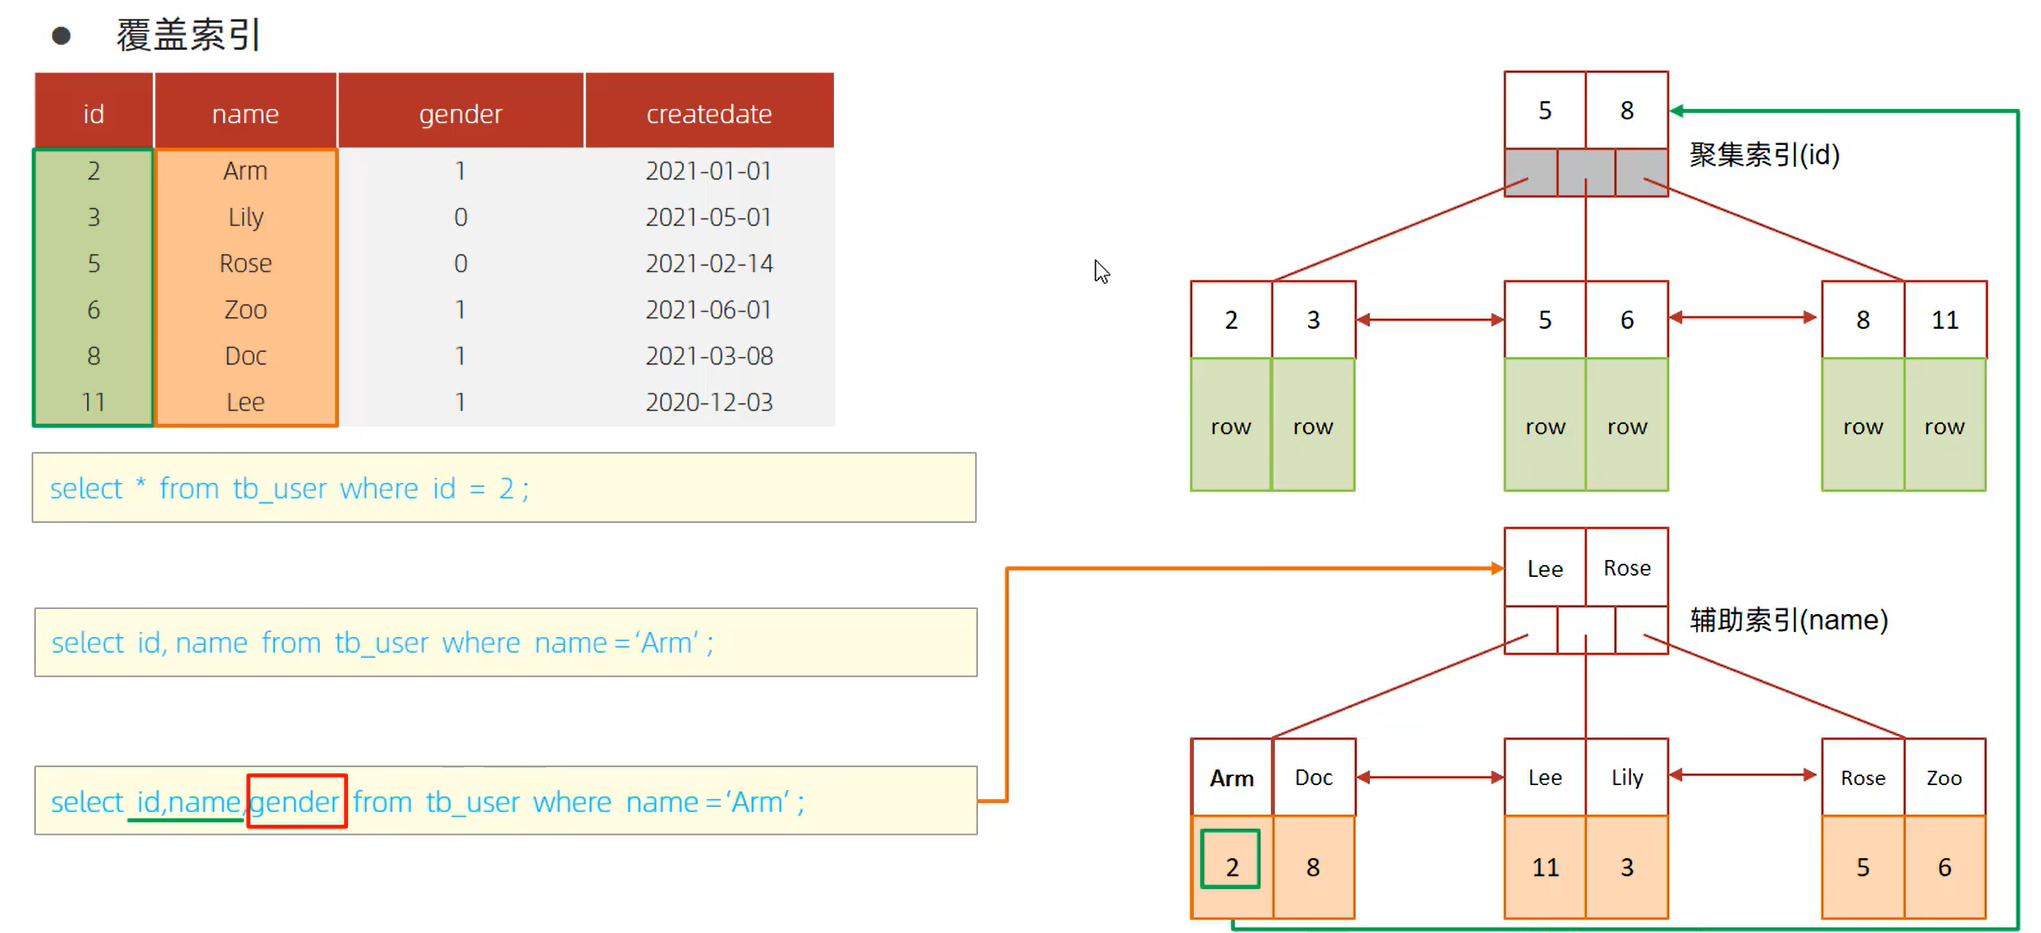 ● 覆盖索引
id name gender createdate
2 Arm 1 2021-01-01
3 Lily 0 2021-05-01
5 Rose 0 2021-02-14
6 Zoo 1 2021-06-01
8 Doc 1 2021-03-08
11 Lee 1 2020-12-03
select * from tb_user where id = 2 ;
select id, name from tb_user where name = ‘Arm’ ;
select id,name,gender from tb_user where name = ‘Arm’ ;
5 8
聚集索引(id)
2 3 5 6 8 11
row row row row row row
Lee Rose
辅助索引(name)
Arm Doc Lee Lily Rose Zoo
2 8 11 3 5 6